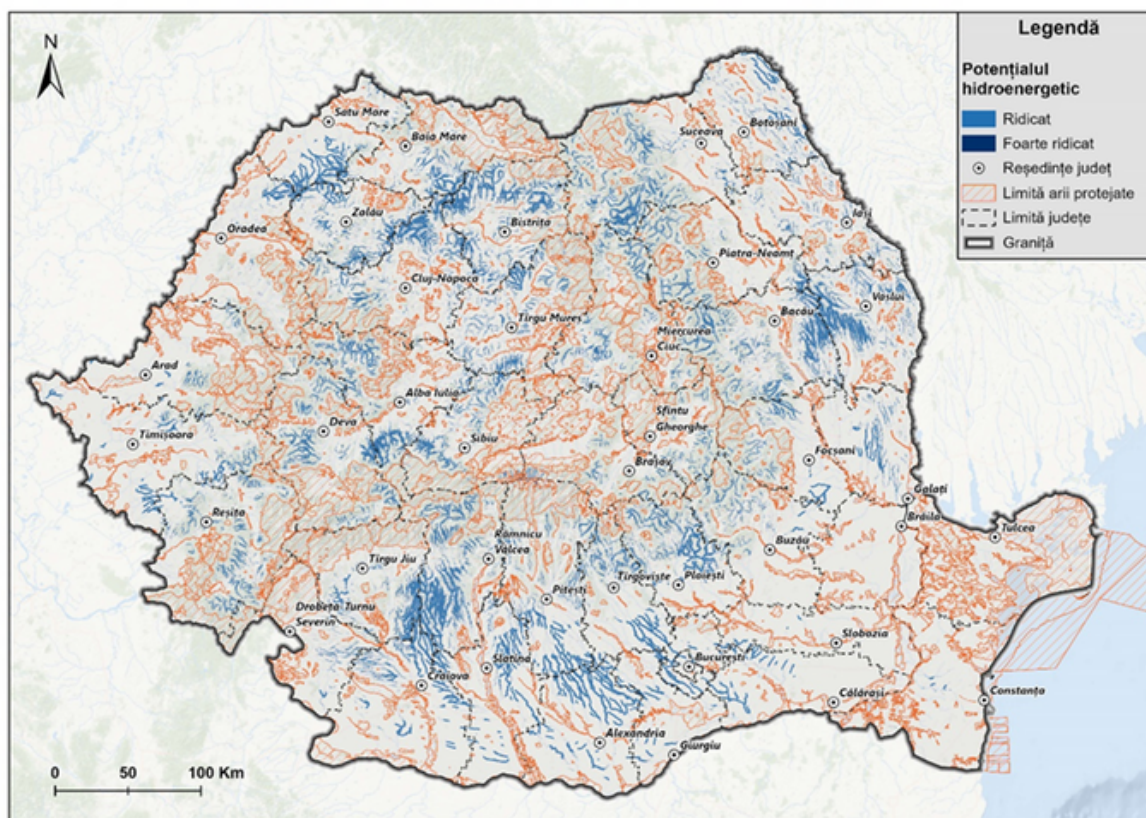 N
Legendă
Potențialul
hidroenergetic
Ridicat
Foarte ridicat
Reședințe județ
Limită arii protejate
Limită județe
Graniță
Satu Mare
Baia Mare
Suceava
Botoșani
Zalău
Bistrița
Iași
Oradea
Piatra-Neamt
Cluj-Napoca
Vaslui
Tîrgu Mureș
Bacău
Miercurea
Ciuc
Arad
Alba Iulia
Sfîntu
Gheorghe
Timișoara
Deva
Sibiu
Focșani
Brașov
Galați
Reșița
Brăila
Tulcea
Râmnicu
Vâlcea
Buzău
Tîrgu Jiu
Tîrgoviște
Ploiești
Pitești
Drobeta Turnu
Severin
Slobozia
Slatina
București
Craiova
Călărași
Constanța
Alexandria
Giurgiu
0 50 100 Km